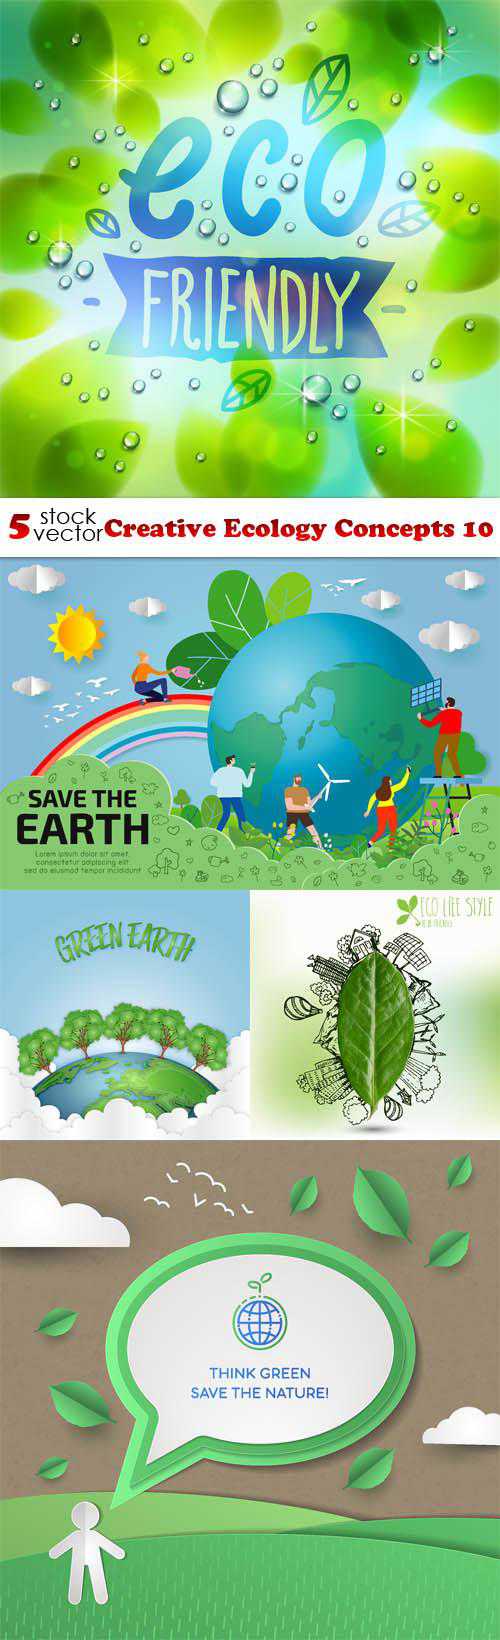 eco
FRIENDLY
5 stock vector Creative Ecology Concepts 10
SAVE THE
EARTH
Lorem ipsum dolor sit amet,
consectetur adipiscing elit
sed do eiusmod tempor incididunt
GREEN EARTH
ECO LIFE STYLE
THINK GREEN
SAVE THE NATURE!